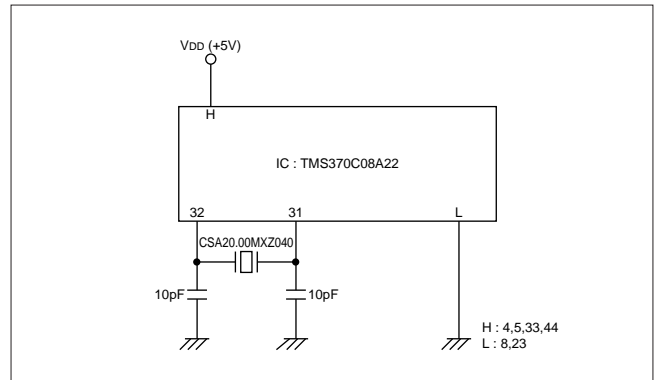 VDD (+5V)
H
IC : TMS370C08A22
32 31 L
CSA20.00MXZ040
10pF 10pF
H : 4,5,33,44
L : 8,23